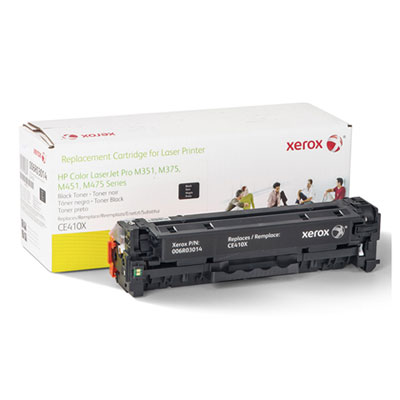 Replacement Cartridge for Laser Printer
HP Color LaserJet Pro M351, M375,
M451, M475 Series
Black Toner - Toner noir
Toner negro - Toner Black
Toner preto
CE410X
xerox
006R03014
Xerox P/N:
006R03014
Replaces / Remplace:
CE410X
xerox